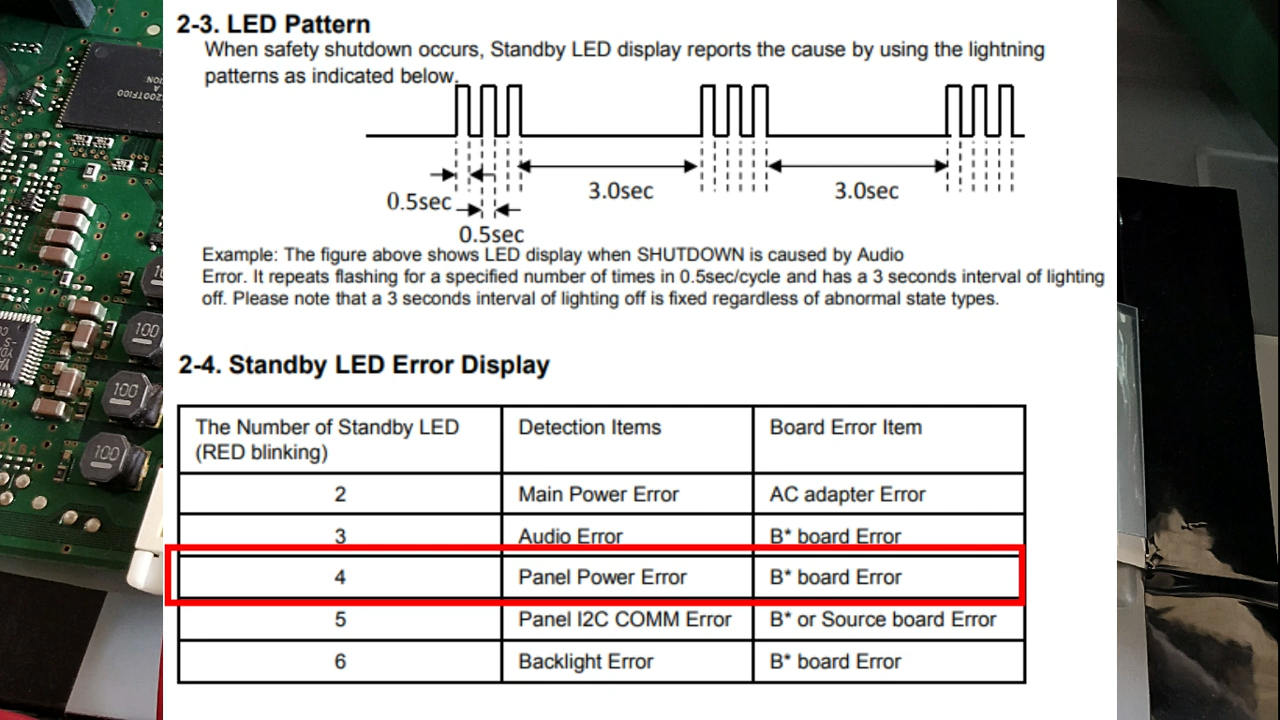 2-3. LED Pattern
When safety shutdown occurs, Standby LED display reports the cause by using the lightning
patterns as indicated below.
3.0sec
3.0sec
0.5sec
0.5sec
Example: The figure above shows LED display when SHUTDOWN is caused by Audio
Error. It repeats flashing for a specified number of times in 0.5sec/cycle and has a 3 seconds interval of lighting
off. Please note that a 3 seconds interval of lighting off is fixed regardless of abnormal state types.
2-4. Standby LED Error Display
The Number of Standby LED
(RED blinking)
Detection Items
Board Error Item
2 Main Power Error AC adapter Error
3 Audio Error B* board Error
4 Panel Power Error B* board Error
5 Panel I2C COMM Error B* or Source board Error
6 Backlight Error B* board Error
100
100
100